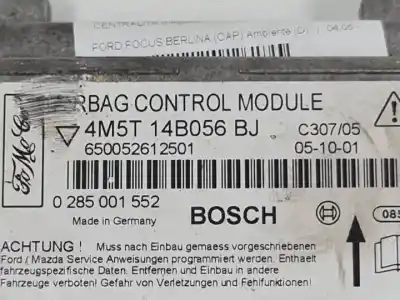 CENTRALITA
FORD FOCUS BERLINA (CAP) Ambiente (D)
RBAG CONTROL MODULE
4M5T 14B056 BJ C307/05
650052612501 05-10-01
0 285 001 552
Made in Germany BOSCH
ACHTUNG ! Muss nach Einbau gemaess vorgeschriebenen
Ford / Mazda Service Anweisungen programmiert werden. Enthaelt
fahrzeugspezifische Daten. Entfernen und Einbau in andere
Fahrzeuge verboten! Gefahr von Verletzungen und Fehlfunktionen!